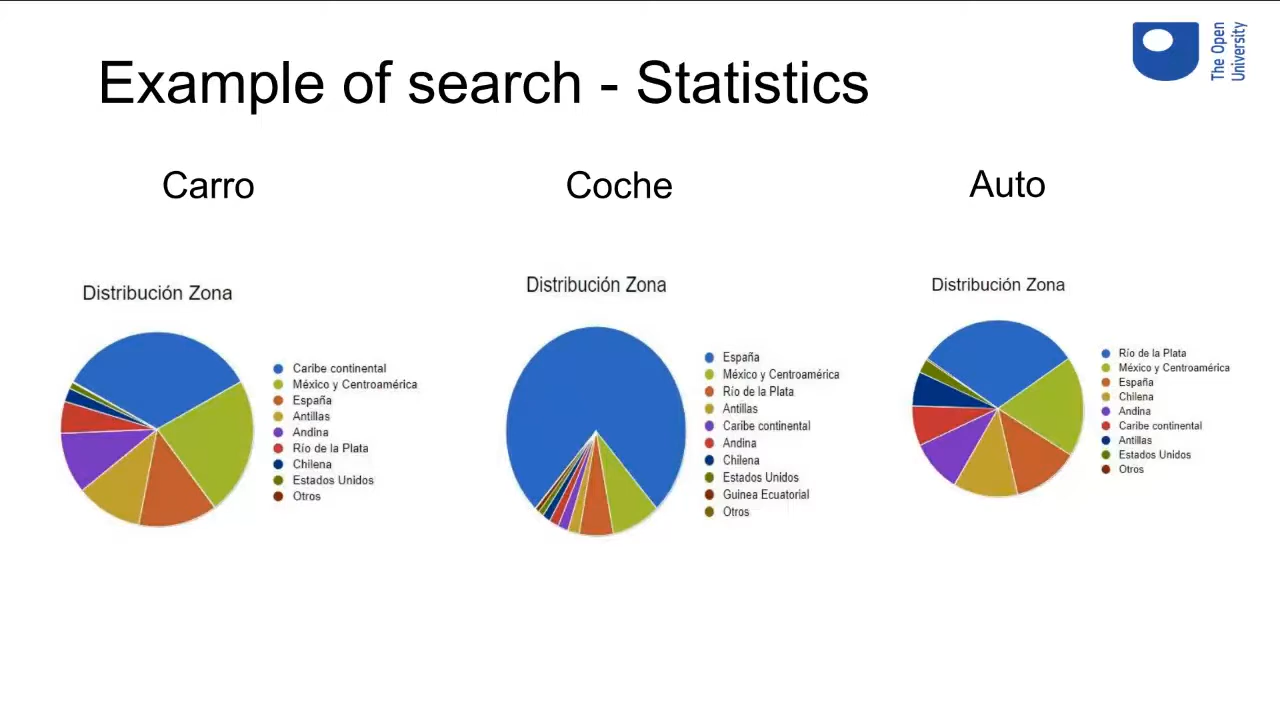 Example of search - Statistics
The Open
University
Carro
Coche
Auto
Distribución Zona
Caribe continental
México y Centroamérica
España
Antillas
Andina
Río de la Plata
Chilena
Estados Unidos
Otros
Distribución Zona
España
México y Centroamérica
Río de la Plata
Antillas
Caribe continental
Andina
Chilena
Estados Unidos
Guinea Ecuatorial
Otros
Distribución Zona
Río de la Plata
México y Centroamérica
España
Chilena
Andina
Caribe continental
Antillas
Estados Unidos
Otros